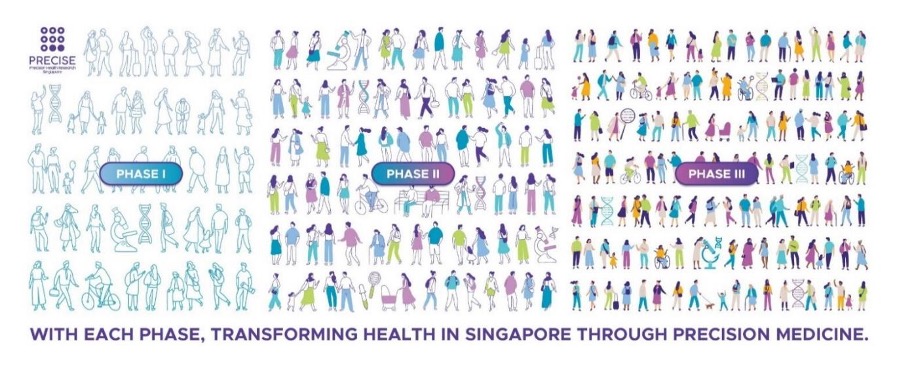 PRECISE
Precision Health Research
Singapore
PHASE I
PHASE II
PHASE III
WITH EACH PHASE, TRANSFORMING HEALTH IN SINGAPORE THROUGH PRECISION MEDICINE.